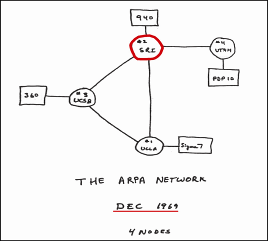 940
#2
SRI
#4
UTAH
PDP10
360
#3
UCSB
#1
UCLA
Sigma 7
THE ARPA NETWORK
DEC 1969
4 NODES